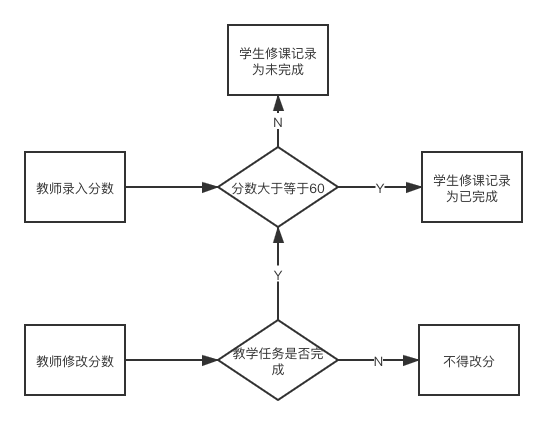 学生修课记录
为未完成
N
教师录入分数
分数大于等于60
Y
学生修课记录
为已完成
Y
教师修改分数
教学任务是否完
成
N
不得改分